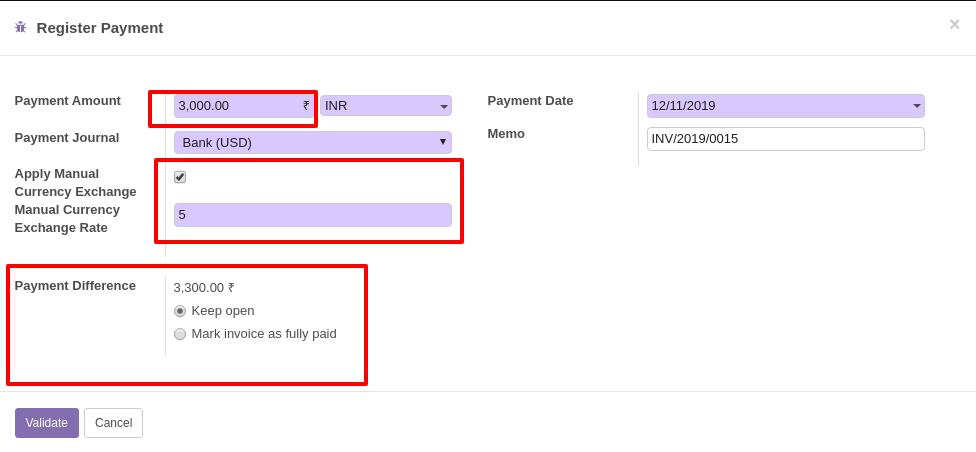 Register Payment ×
Payment Amount 3,000.00 ₹ INR
Payment Date 12/11/2019
Payment Journal Bank (USD)
Memo INV/2019/0015
Apply Manual
Currency Exchange
Manual Currency
Exchange Rate 5
Payment Difference 3,300.00 ₹
Keep open
Mark invoice as fully paid
Validate Cancel